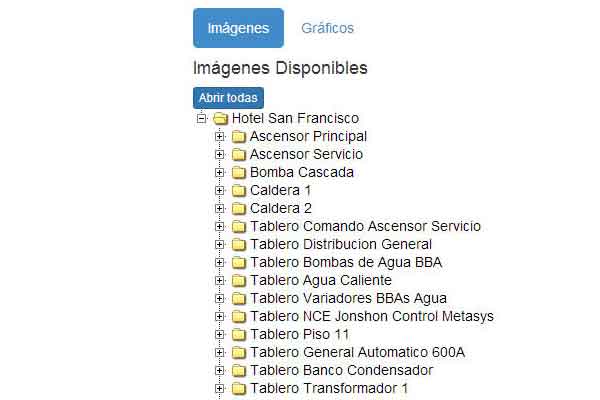 Imágenes Gráficos
Imágenes Disponibles
Abrir todas
Hotel San Francisco
Ascensor Principal
Ascensor Servicio
Bomba Cascada
Caldera 1
Caldera 2
Tablero Comando Ascensor Servicio
Tablero Distribucion General
Tablero Bombas de Agua BBA
Tablero Agua Caliente
Tablero Variadores BBAs Agua
Tablero NCE Jonshon Control Metasys
Tablero Piso 11
Tablero General Automatico 600A
Tablero Banco Condensador
Tablero Transformador 1